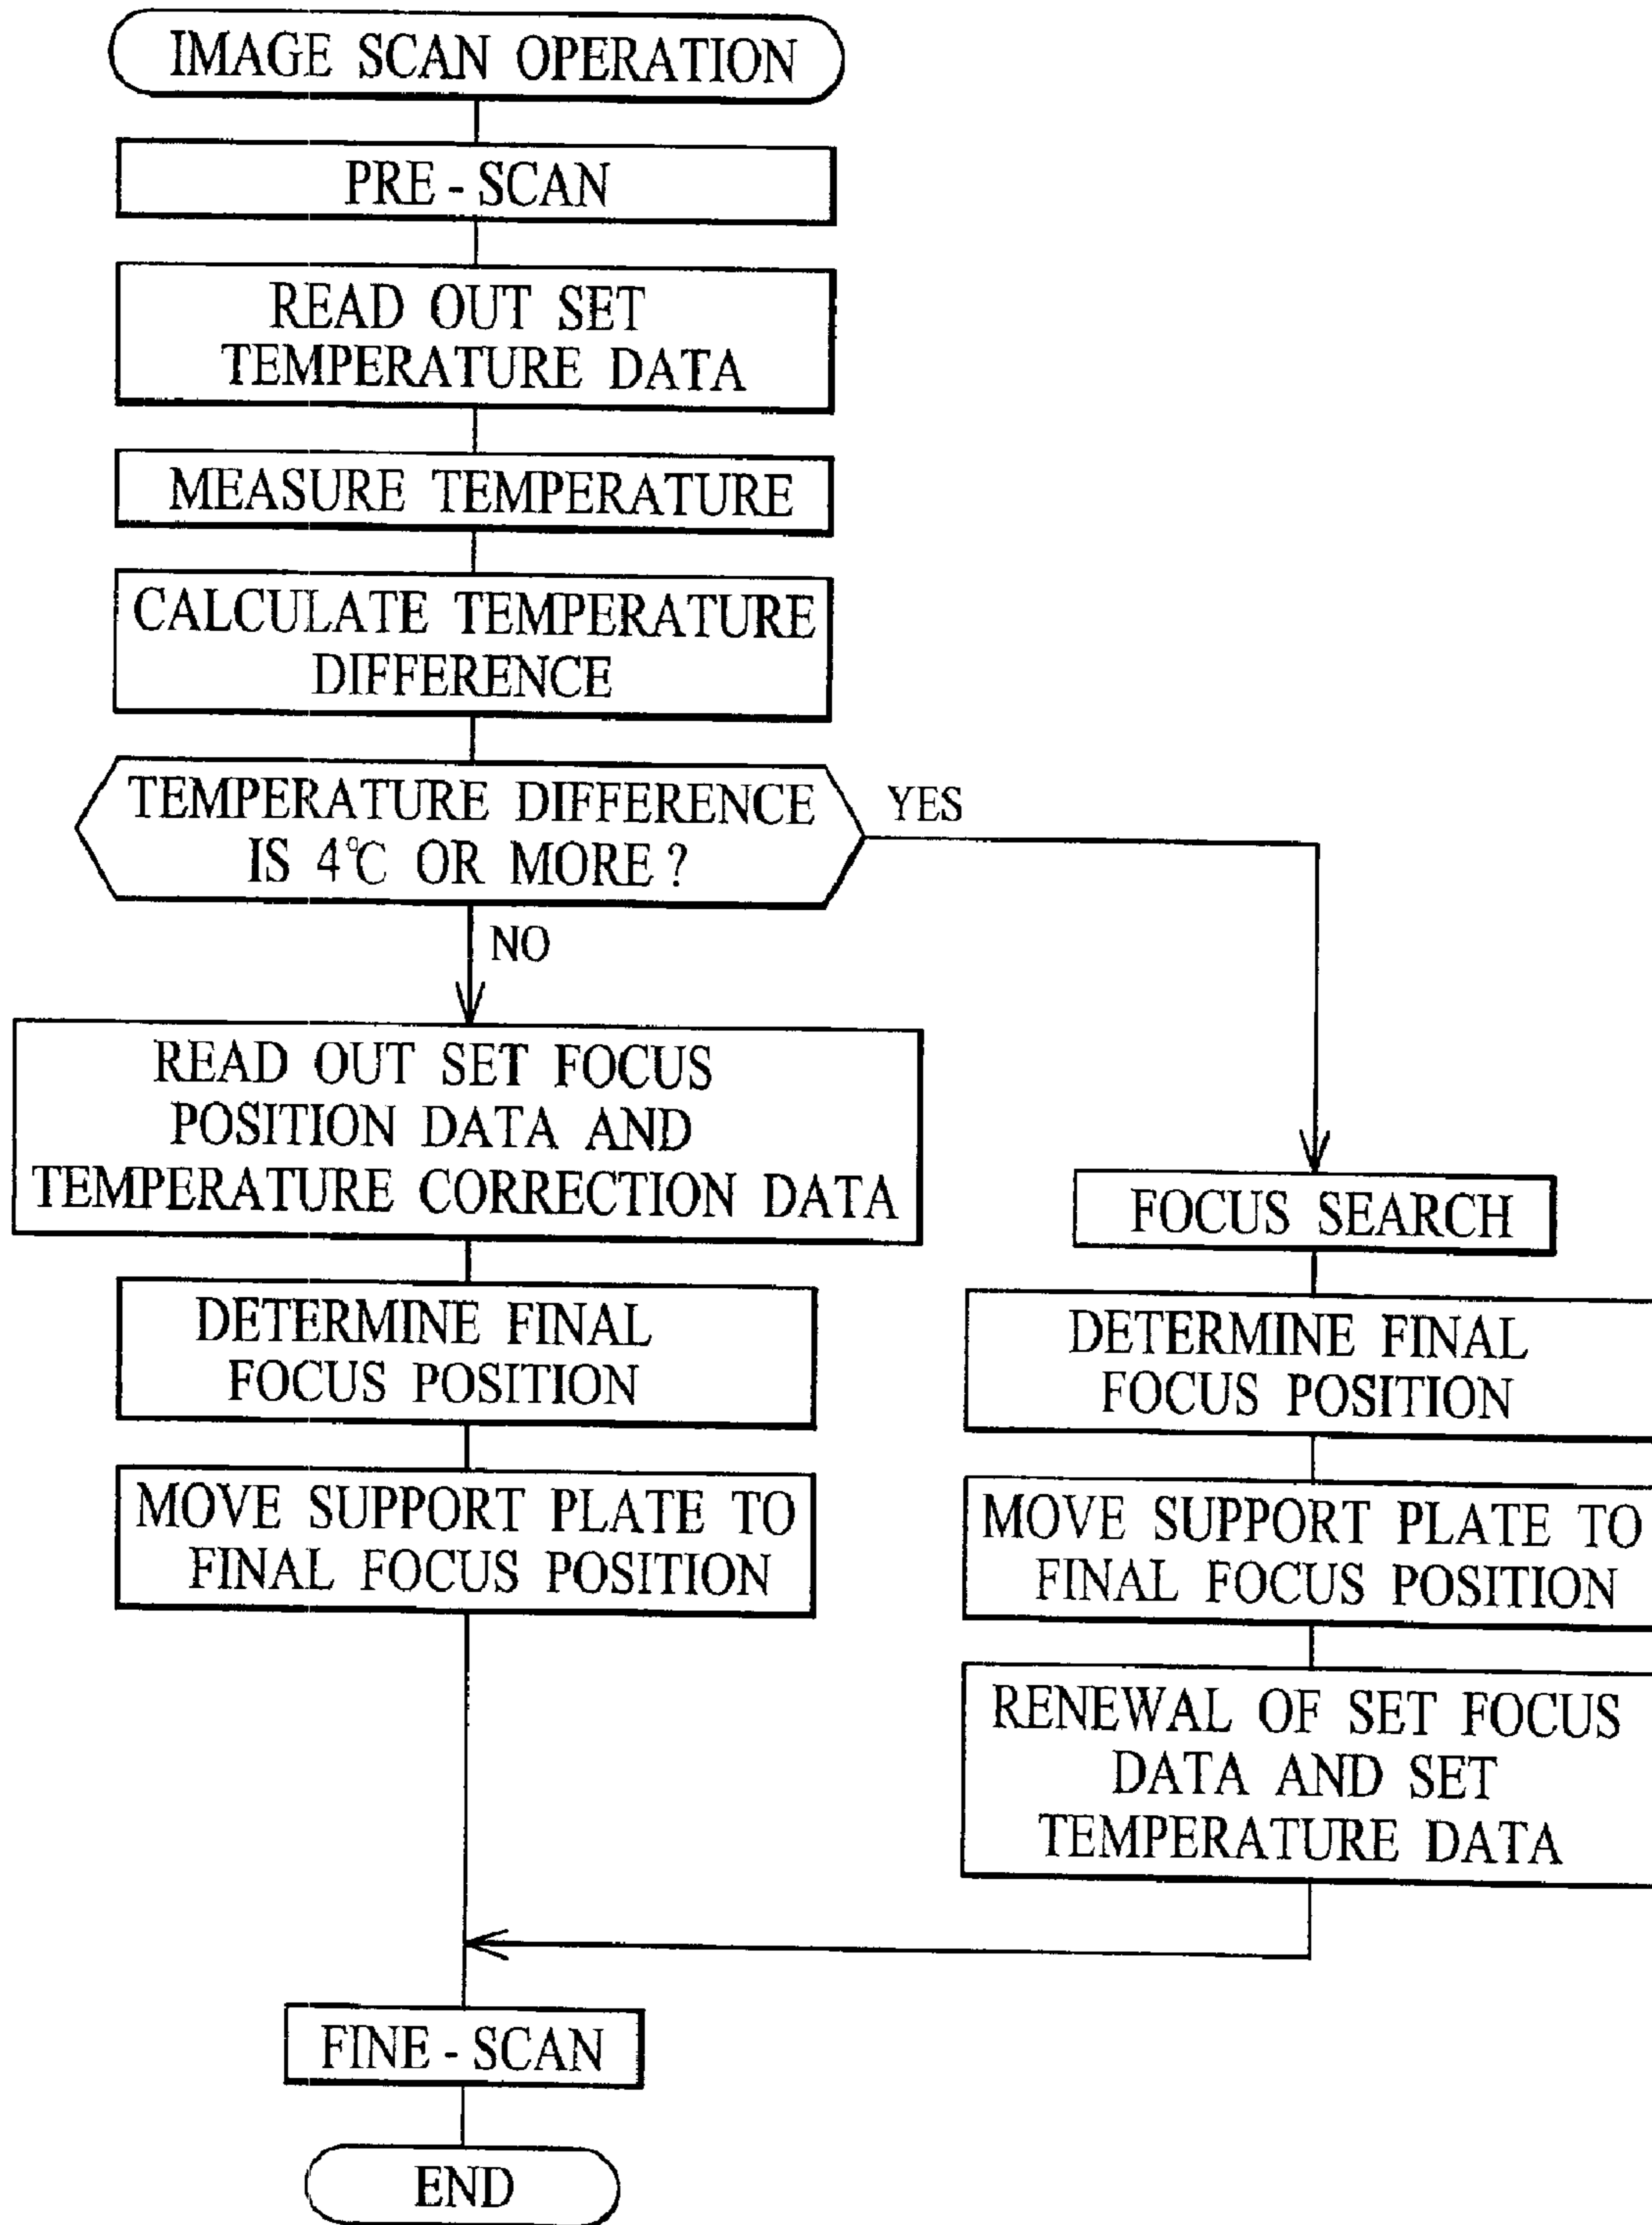 IMAGE SCAN OPERATION
PRE - SCAN
READ OUT SET
TEMPERATURE DATA
MEASURE TEMPERATURE
CALCULATE TEMPERATURE
DIFFERENCE
TEMPERATURE DIFFERENCE
IS 4℃ OR MORE ?
YES
NO
READ OUT SET FOCUS
POSITION DATA AND
TEMPERATURE CORRECTION DATA
DETERMINE FINAL
FOCUS POSITION
MOVE SUPPORT PLATE TO
FINAL FOCUS POSITION
FOCUS SEARCH
DETERMINE FINAL
FOCUS POSITION
MOVE SUPPORT PLATE TO
FINAL FOCUS POSITION
RENEWAL OF SET FOCUS
DATA AND SET
TEMPERATURE DATA
FINE - SCAN
END